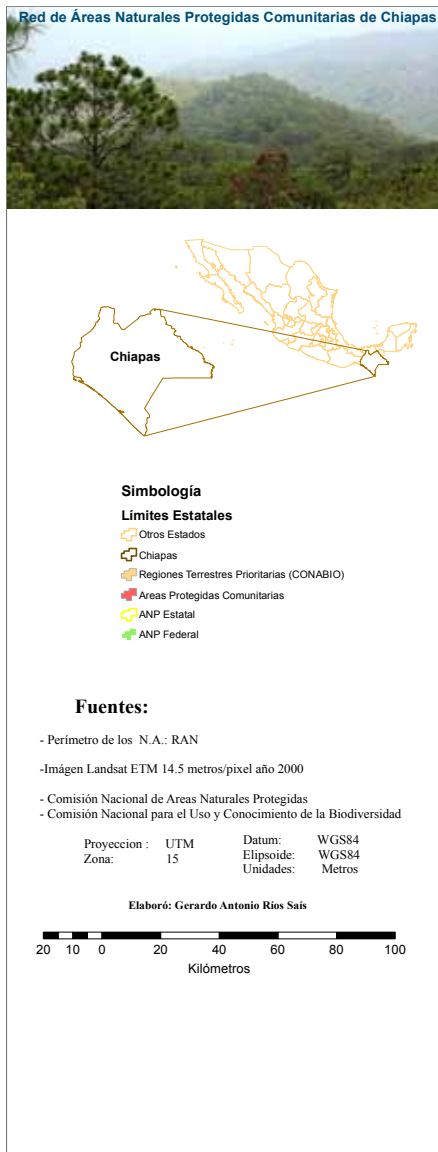 Red de Áreas Naturales Protegidas Comunitarias de Chiapas
Chiapas
Simbología
Límites Estatales
Otros Estados
Chiapas
Regiones Terrestres Prioritarias (CONABIO)
Areas Protegidas Comunitarias
ANP Estatal
ANP Federal
Fuentes:
- Perímetro de los N.A.: RAN
-Imágen Landsat ETM 14.5 metros/pixel año 2000
- Comisión Nacional de Areas Naturales Protegidas
- Comisión Nacional para el Uso y Conocimiento de la Biodiversidad
Proyeccion : UTM
Zona: 15
Datum: WGS84
Elipsoide: WGS84
Unidades: Metros
Elaboró: Gerardo Antonio Ríos Saís
20 10 0 20 40 60 80 100
Kilómetros